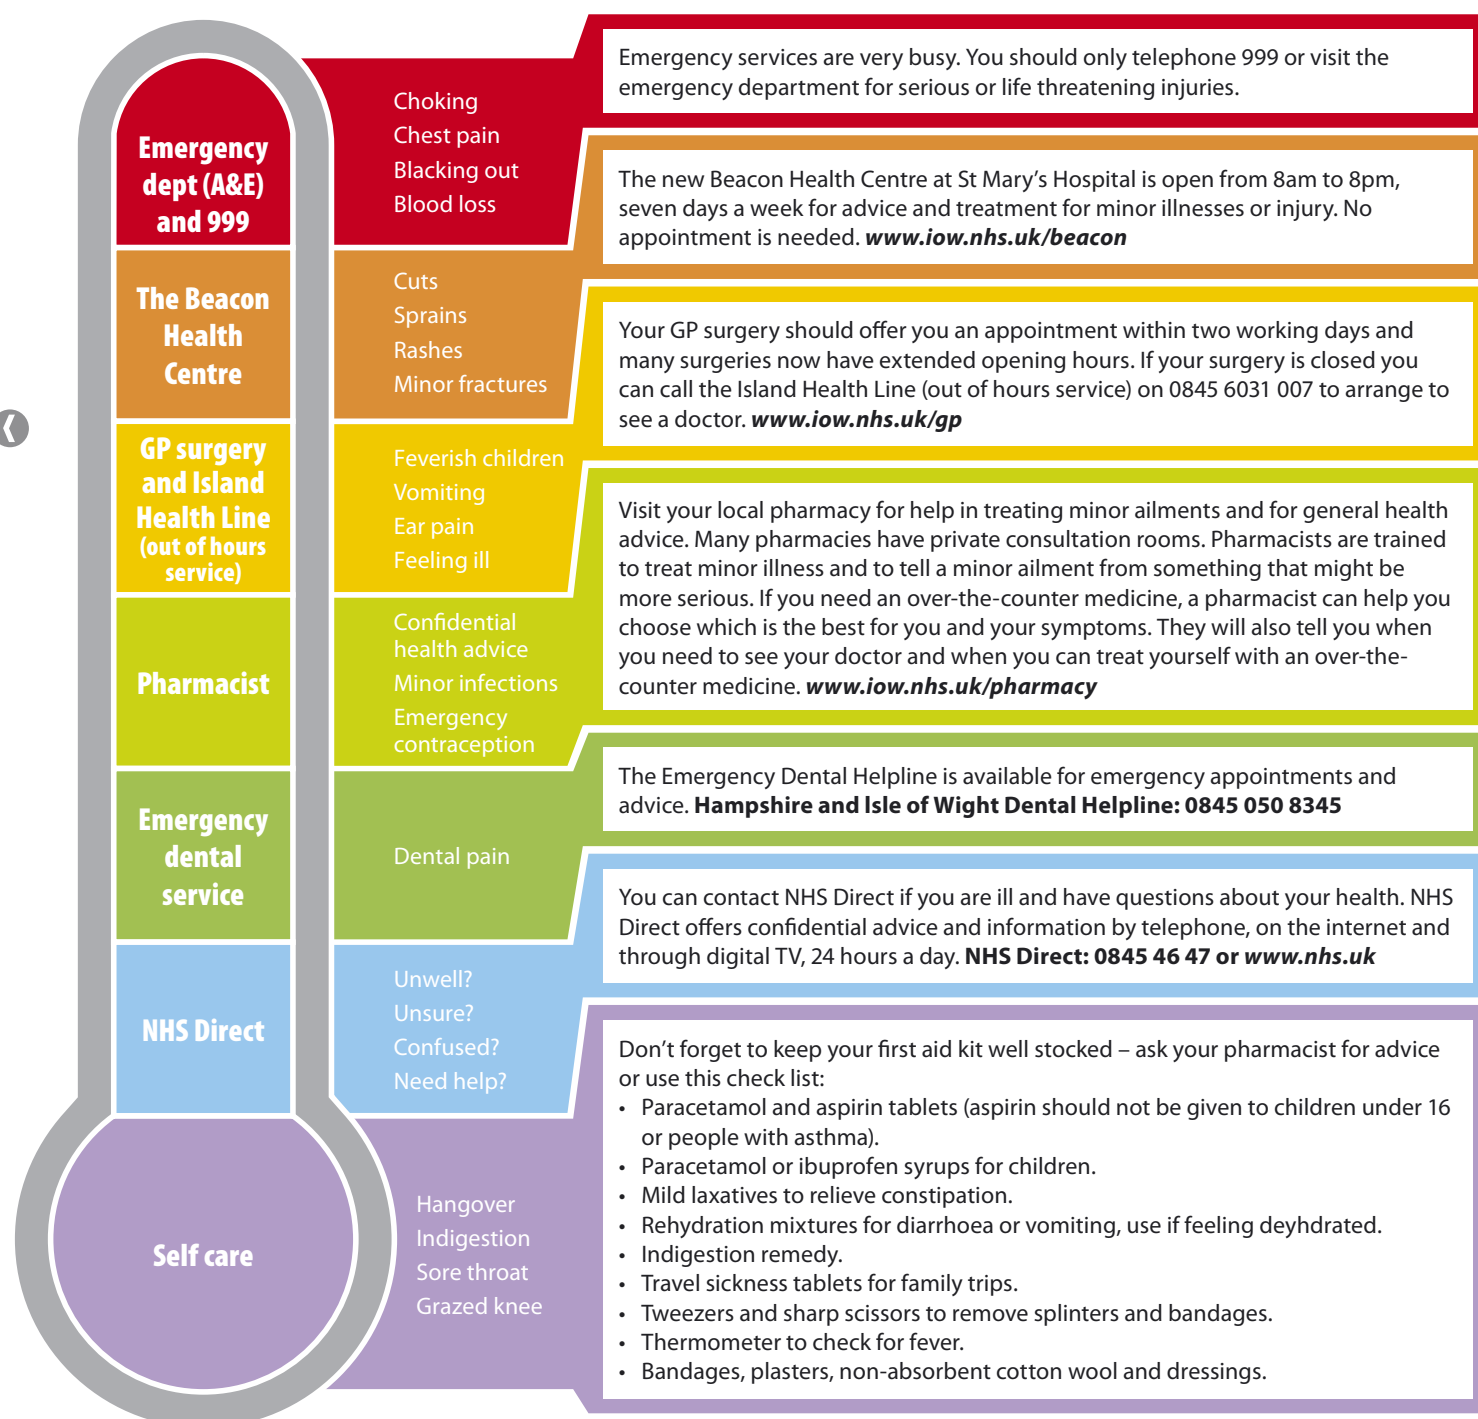 Emergency
dept (A&E)
and 999
Choking
Chest pain
Blacking out
Blood loss
Emergency services are very busy. You should only telephone 999 or visit the
emergency department for serious or life threatening injuries.
The Beacon
Health
Centre
Cuts
Sprains
Rashes
Minor fractures
The new Beacon Health Centre at St Mary’s Hospital is open from 8am to 8pm,
seven days a week for advice and treatment for minor illnesses or injury. No
appointment is needed. www.iow.nhs.uk/beacon
GP surgery
and Island
Health Line
(out of hours
service)
Feverish children
Vomiting
Ear pain
Feeling ill
Your GP surgery should offer you an appointment within two working days and
many surgeries now have extended opening hours. If your surgery is closed you
can call the Island Health Line (out of hours service) on 0845 6031 007 to arrange to
see a doctor. www.iow.nhs.uk/gp
Pharmacist
Confidential
health advice
Minor infections
Emergency
contraception
Visit your local pharmacy for help in treating minor ailments and for general health
advice. Many pharmacies have private consultation rooms. Pharmacists are trained
to treat minor illness and to tell a minor ailment from something that might be
more serious. If you need an over-the-counter medicine, a pharmacist can help you
choose which is the best for you and your symptoms. They will also tell you when
you need to see your doctor and when you can treat yourself with an over-the-
counter medicine. www.iow.nhs.uk/pharmacy
Emergency
dental
service
Dental pain
The Emergency Dental Helpline is available for emergency appointments and
advice. Hampshire and Isle of Wight Dental Helpline: 0845 050 8345
NHS Direct
Unwell?
Unsure?
Confused?
Need help?
You can contact NHS Direct if you are ill and have questions about your health. NHS
Direct offers confidential advice and information by telephone, on the internet and
through digital TV, 24 hours a day. NHS Direct: 0845 46 47 or www.nhs.uk
Self care
Hangover
Indigestion
Sore throat
Grazed knee
Don’t forget to keep your first aid kit well stocked – ask your pharmacist for advice
or use this check list:
• Paracetamol and aspirin tablets (aspirin should not be given to children under 16
or people with asthma).
• Paracetamol or ibuprofen syrups for children.
• Mild laxatives to relieve constipation.
• Rehydration mixtures for diarrhoea or vomiting, use if feeling deyhdrated.
• Indigestion remedy.
• Travel sickness tablets for family trips.
• Tweezers and sharp scissors to remove splinters and bandages.
• Thermometer to check for fever.
• Bandages, plasters, non-absorbent cotton wool and dressings.